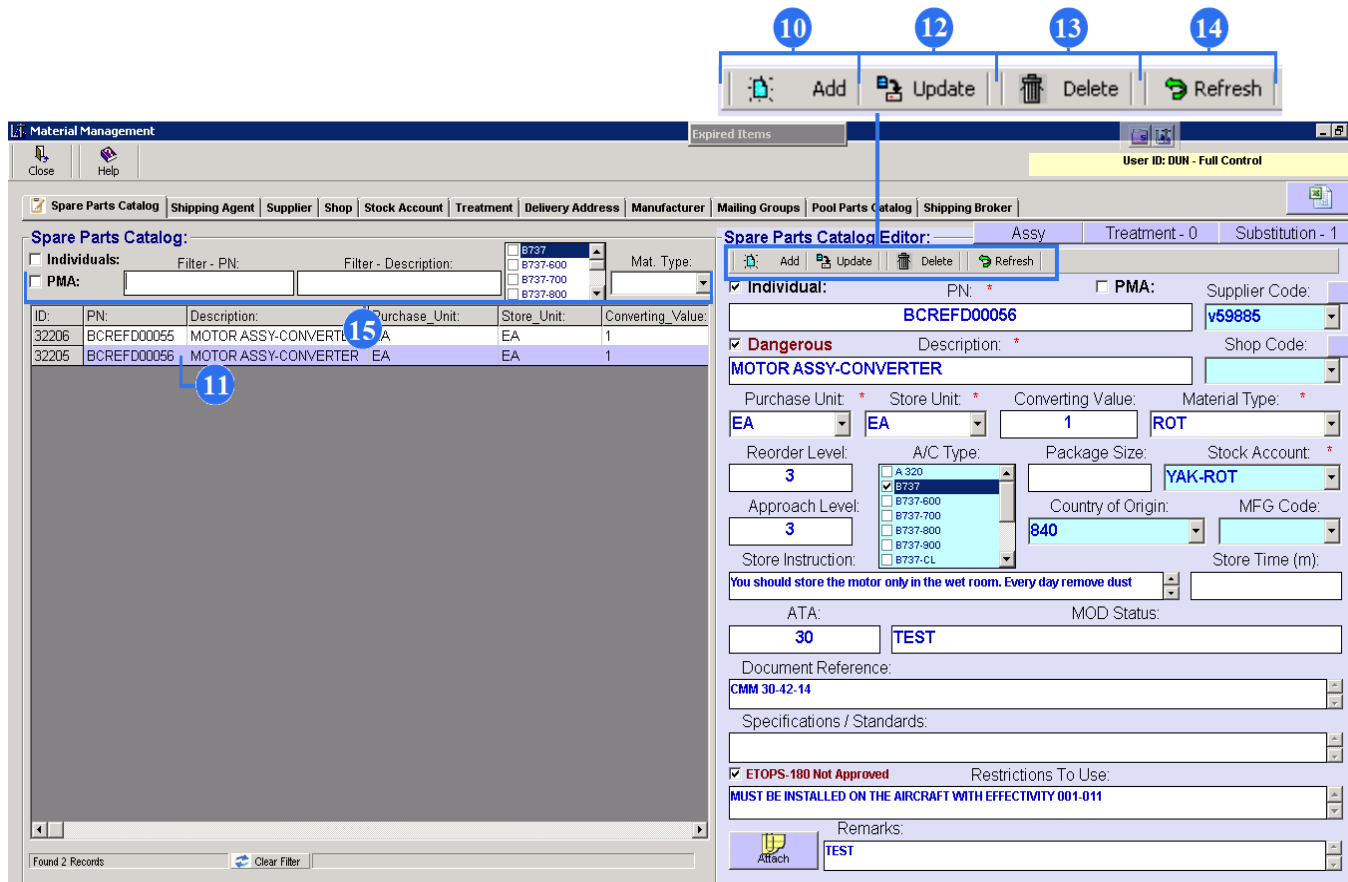 10 12 13 14
Add Update Delete Refresh
Material Management
Expired Items
Close Help
User ID: DUN - Full Control
Spare Parts Catalog Shipping Agent Supplier Shop Stock Account Treatment Delivery Address Manufacturer Mailing Groups Pool Parts Catalog Shipping Broker
Spare Parts Catalog:
Individuals: Filter - PN: Filter - Description: Mat. Type:
PMA:
B737
B737-600
B737-700
B737-800
ID: PN: Description: Purchase_Unit: Store_Unit: Converting_Value:
32206 BCREFD00055 MOTOR ASSY-CONVERTE EA EA 1
15
32205 BCREFD00056 MOTOR ASSY-CONVERTER EA EA 1
11
Found 2 Records Clear Filter
Spare Parts Catalog Editor: Assy Treatment - 0 Substitution - 1
Add Update Delete Refresh
Individual: PN: * PMA: Supplier Code:
BCREFD00056 v59885
Dangerous Description: * Shop Code:
MOTOR ASSY-CONVERTER
Purchase Unit: * Store Unit: * Converting Value: Material Type: *
EA EA 1 ROT
Reorder Level: A/C Type: Package Size: Stock Account: *
3 YAK-ROT
A 320
B737
B737-600
B737-700
B737-800
B737-900
B737-CL
Approach Level: Country of Origin: MFG Code:
3 840
Store Instruction: Store Time (m):
You should store the motor only in the wet room. Every day remove dust
ATA: MOD Status:
30 TEST
Document Reference:
CMM 30-42-14
Specifications / Standards:
ETOPS-180 Not Approved Restrictions To Use:
MUST BE INSTALLED ON THE AIRCRAFT WITH EFFECTIVITY 001-011
Remarks:
Attach TEST